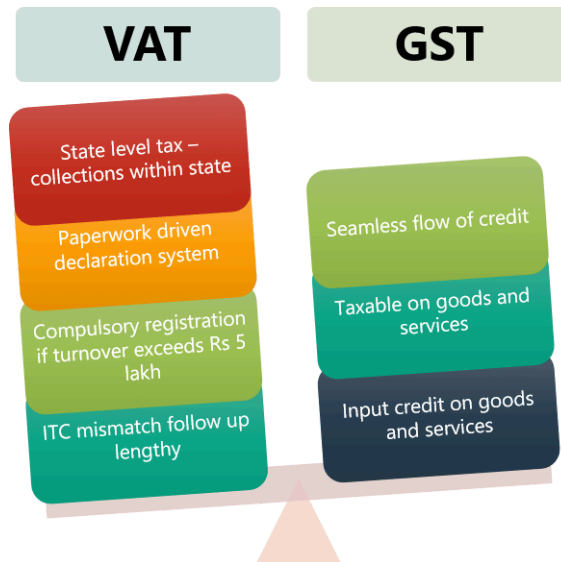 VAT
GST
State level tax –
collections within state
Paperwork driven
declaration system
Compulsory registration
if turnover exceeds Rs 5
lakh
ITC mismatch follow up
lengthy
Seamless flow of credit
Taxable on goods and
services
Input credit on goods
and services